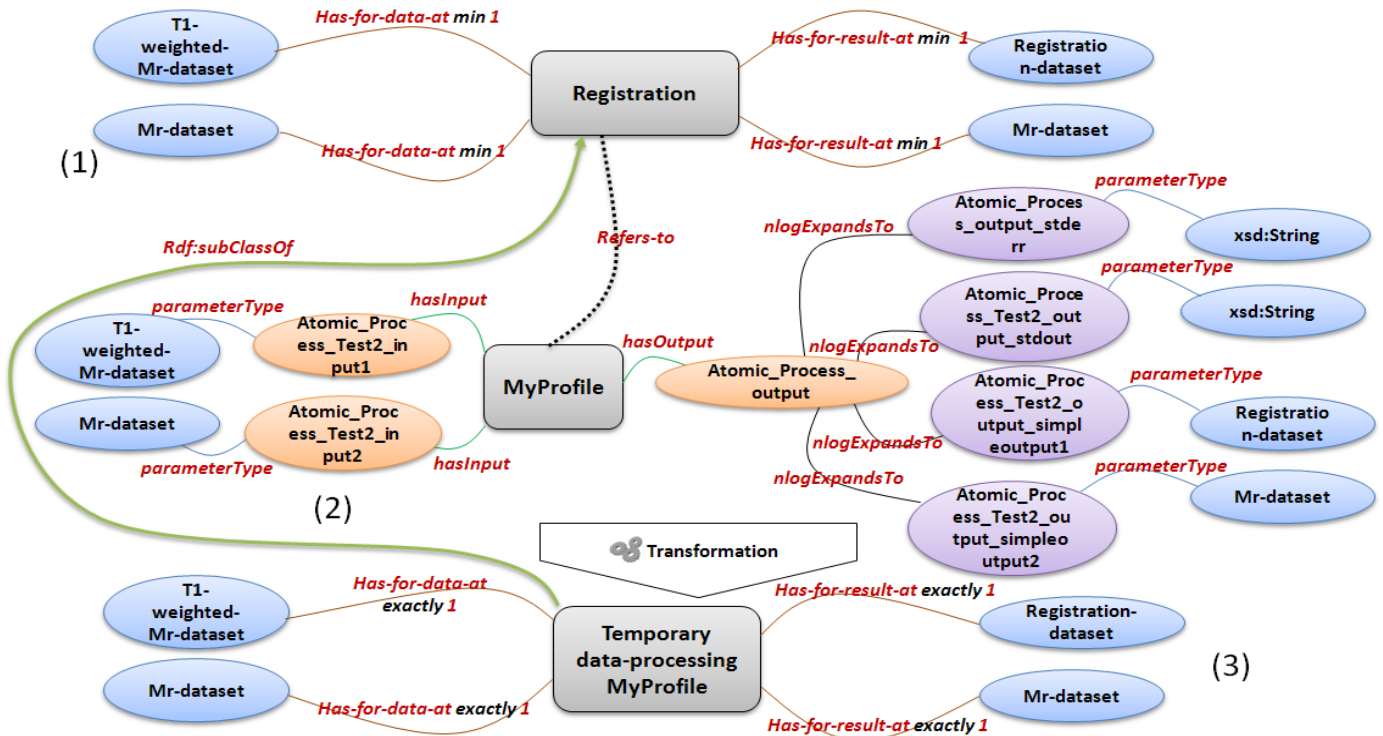 T1-
weighted-
Mr-dataset
Has-for-data-at min 1
Registration
Has-for-result-at min 1
Registratio
n-dataset
Mr-dataset
Has-for-data-at min 1
Has-for-result-at min 1
Mr-dataset
(1)
Rdf:subClassOf
Refers-to
T1-
weighted-
Mr-dataset
parameterType
Atomic_Proc
ess_Test2_in
put1
hasInput
Mr-dataset
parameterType
Atomic_Proc
ess_Test2_in
put2
hasInput
MyProfile
hasOutput
Atomic_Process_
output
nlogExpandsTo
Atomic_Proces
s_output_stde
rr
parameterType
xsd:String
nlogExpandsTo
Atomic_Proce
ss_Test2_out
put_stdout
parameterType
xsd:String
nlogExpandsTo
Atomic_Proc
ess_Test2_o
utput_simpl
eoutput1
parameterType
Registratio
n-dataset
nlogExpandsTo
Atomic_Proc
ess_Test2_ou
tput_simpleo
utput2
parameterType
Mr-dataset
(2)
Transformation
T1-
weighted-
Mr-dataset
Has-for-data-at
exactly 1
Temporary
data-processing
MyProfile
Has-for-result-at exactly 1
Registration-
dataset
Mr-dataset
Has-for-data-at exactly 1
Has-for-result-at exactly 1
Mr-dataset
(3)